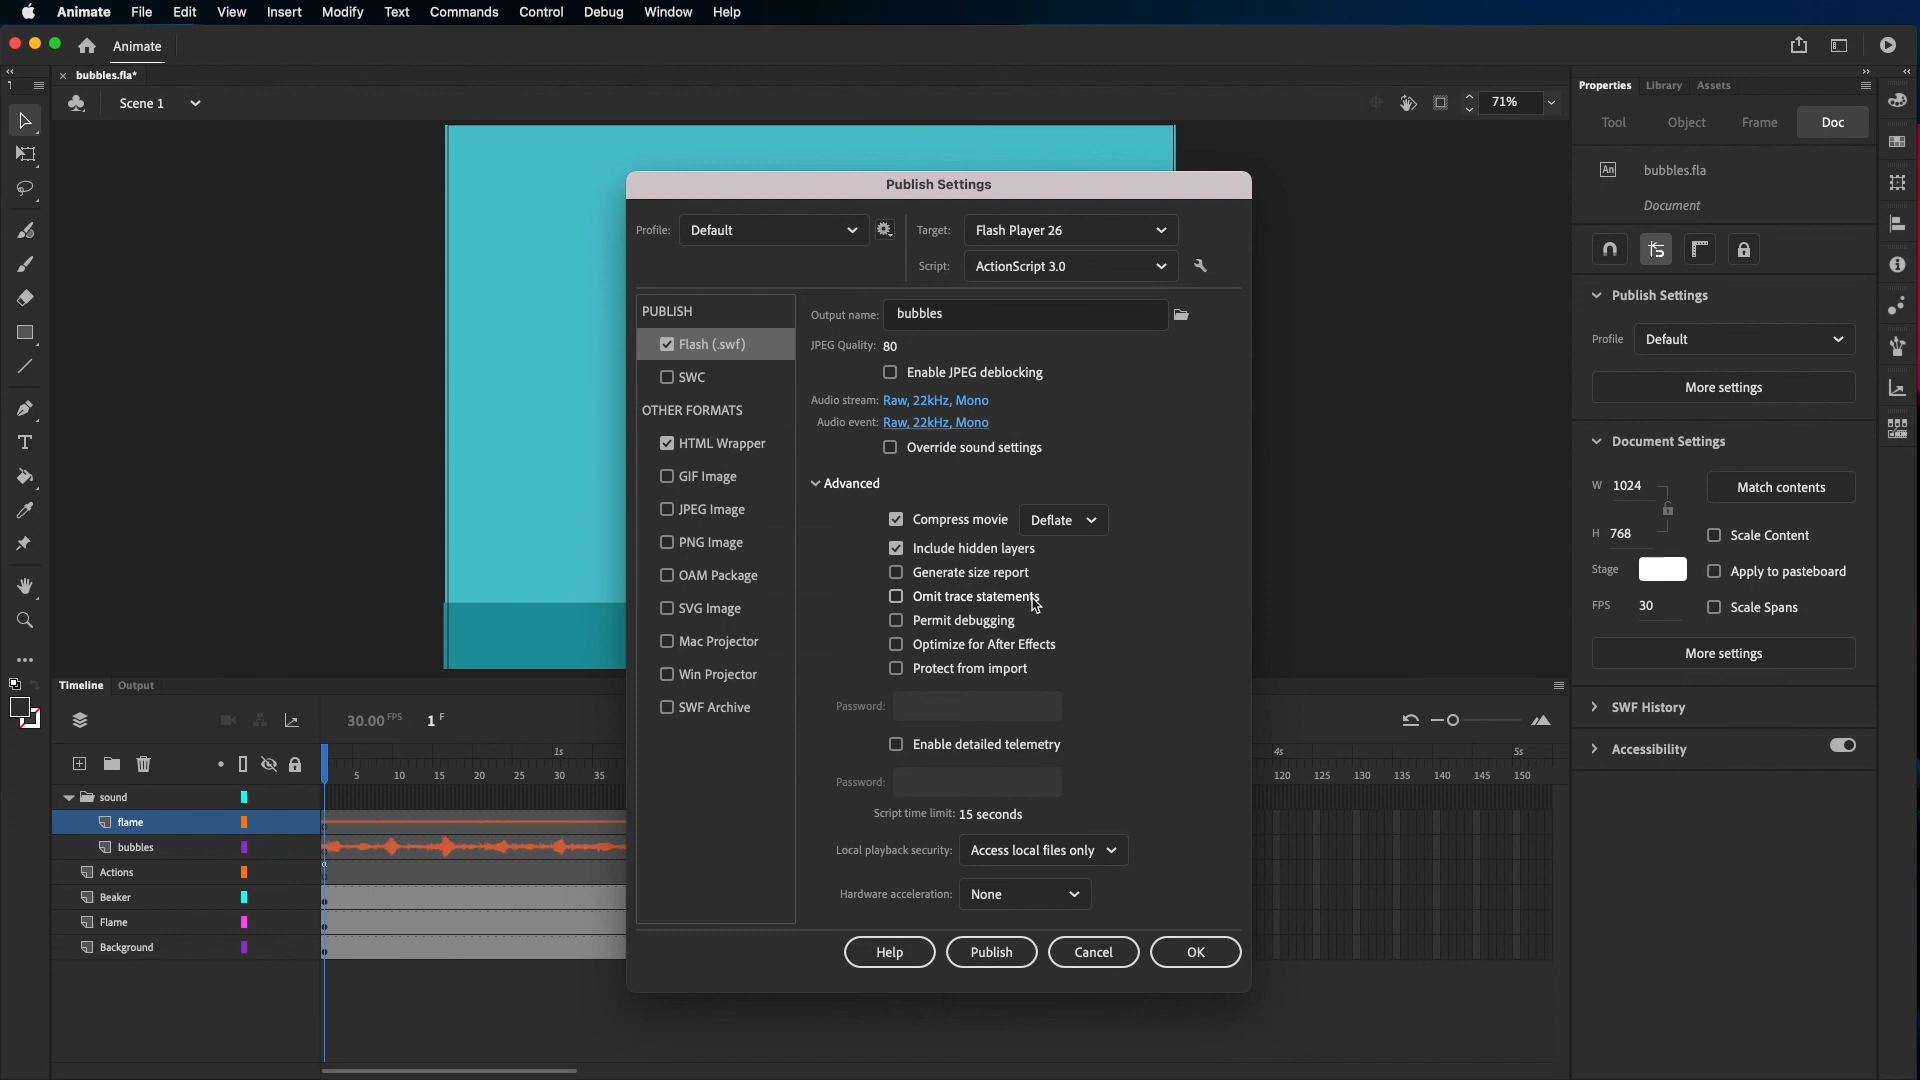 Animate File Edit View Insert Modify Text Commands Control Debug Window Help
Animate
bubbles.fla*
Scene 1
71%
Properties Library Assets
Tool Object Frame Doc
An bubbles.fla
Document
Publish Settings
Profile Default
More settings
Document Settings
W 1024 Match contents
H 768 Scale Content
Stage Apply to pasteboard
FPS 30 Scale Spans
More settings
SWF History
Accessibility
Publish Settings
Profile: Default
Target: Flash Player 26
Script: ActionScript 3.0
PUBLISH
Flash (.swf)
SWC
OTHER FORMATS
HTML Wrapper
GIF Image
JPEG Image
PNG Image
OAM Package
SVG Image
Mac Projector
Win Projector
SWF Archive
Output name: bubbles
JPEG Quality: 80
Enable JPEG deblocking
Audio stream: Raw, 22kHz, Mono
Audio event: Raw, 22kHz, Mono
Override sound settings
Advanced
Compress movie Deflate
Include hidden layers
Generate size report
Omit trace statements
Permit debugging
Optimize for After Effects
Protect from import
Password:
Enable detailed telemetry
Password:
Script time limit: 15 seconds
Local playback security: Access local files only
Hardware acceleration: None
Help Publish Cancel OK
Timeline Output
30.00 FPS 1 F
1s 4s 5s
5 10 15 20 25 30 35 120 125 130 135 140 145 150
sound
flame
bubbles
Actions
Beaker
Flame
Background